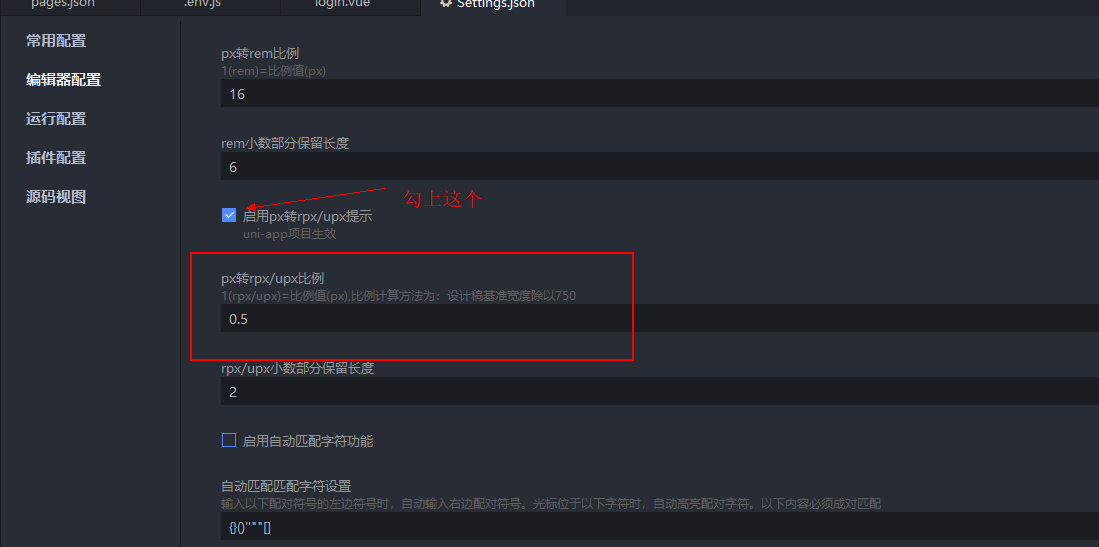 pages.json
.env.js
login.vue
Settings.json
常用配置
编辑器配置
运行配置
插件配置
源码视图
px转rem比例
1(rem)=比例值(px)
16
rem小数部分保留长度
6
勾上这个
启用px转rpx/upx提示
uni-app项目生效
px转rpx/upx比例
1(rpx/upx)=比例值(px),比例计算方法为：设计稿基准宽度除以750
0.5
rpx/upx小数部分保留长度
2
启用自动匹配字符功能
自动匹配匹配字符设置
输入以下配对符号的左边符号时，自动输入右边配对符号。光标位于以下字符时，自动高亮配对字符。以下内容必须成对匹配
{}()''""[]